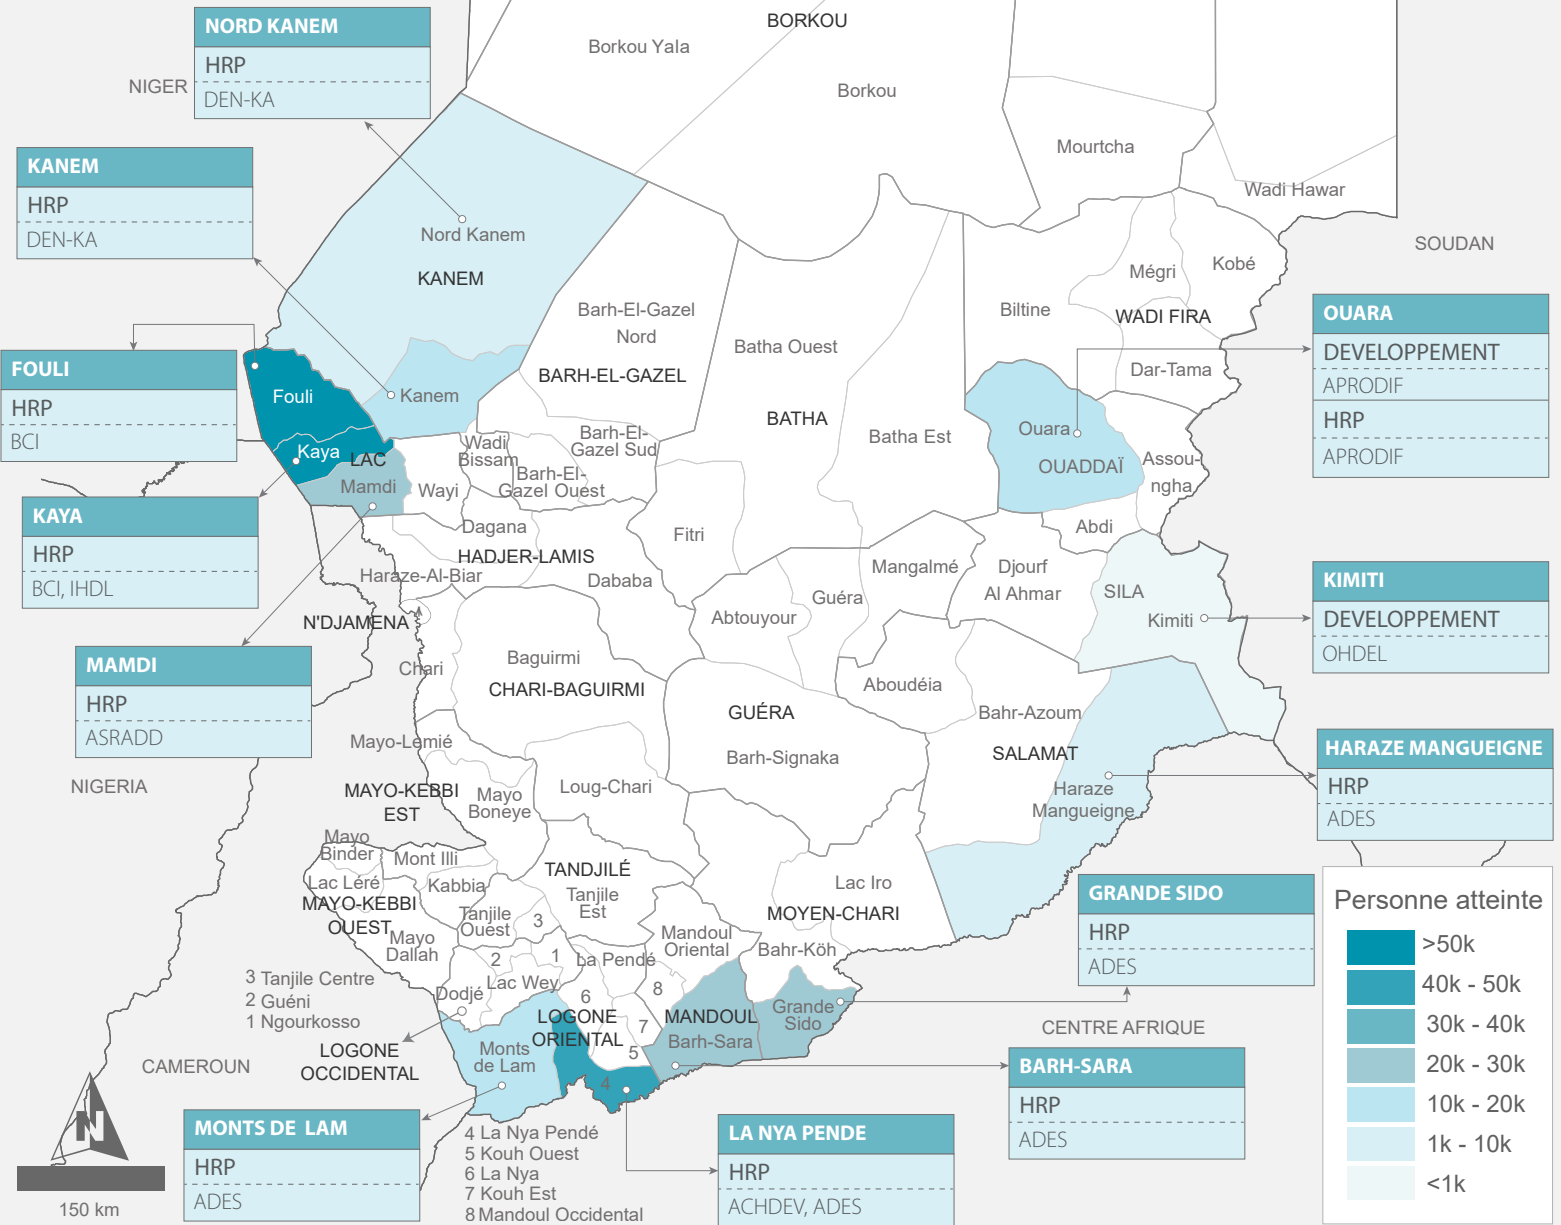 NORD KANEM
HRP
DEN-KA
NIGER
BORKOU
Borkou Yala
Borkou
Mourtcha
Wadi Hawar
SOUDAN
KANEM
HRP
DEN-KA
Nord Kanem
KANEM
Mégri
Kobé
Biltine
WADI FIRA
Dar-Tama
Barh-El-Gazel
Nord
BARH-EL-GAZEL
Batha Ouest
BATHA
Batha Est
OUARA
DEVELOPPEMENT
APRODIF
HRP
APRODIF
FOULI
HRP
BCI
Fouli
Kanem
Kaya
LAC
Mamdi
Wadi
Bissam
Barh-El-
Gazel Sud
Barh-El-
Gazel Ouest
Wayi
Ouara
OUADDAÏ
Assou-
ngha
Abdi
KAYA
HRP
BCI, IHDL
Dagana
HADJER-LAMIS
Haraze-Al-Biar
Dababa
Fitri
Mangalmé
Djourf
Al Ahmar
Guéra
Abtouyour
SILA
Kimiti
KIMITI
DEVELOPPEMENT
OHDEL
N'DJAMENA
MAMDI
HRP
ASRADD
Chari
Baguirmi
CHARI-BAGUIRMI
GUÉRA
Aboudéia
Bahr-Azoum
SALAMAT
Barh-Signaka
Haraze
Mangueigne
HARAZE MANGUEIGNE
HRP
ADES
NIGERIA
Mayo-Lemié
MAYO-KEBBI
EST
Mayo
Boneye
Loug-Chari
Mayo
Binder
Mont Illi
Lac Léré
Kabbia
MAYO-KEBBI
OUEST
Mayo
Dallah
TANDJILÉ
Tanjile
Est
Tanjile
Ouest
3
Lac Iro
MOYEN-CHARI
Mandoul
Oriental
Bahr-Köh
GRANDE SIDO
HRP
ADES
Personne atteinte
>50k
40k - 50k
30k - 40k
20k - 30k
10k - 20k
1k - 10k
<1k
2
1
La Pendé
Lac Wey
Dodjé
6
8
7
5
4
3 Tanjile Centre
2 Guéni
1 Ngourkosso
LOGONE
OCCIDENTAL
LOGONE
ORIENTAL
MANDOUL
Barh-Sara
Grande
Sido
Monts
de Lam
CENTRE AFRIQUE
CAMEROUN
BARH-SARA
HRP
ADES
N
150 km
MONTS DE LAM
HRP
ADES
4 La Nya Pendé
5 Kouh Ouest
6 La Nya
7 Kouh Est
8 Mandoul Occidental
LA NYA PENDE
HRP
ACHDEV, ADES